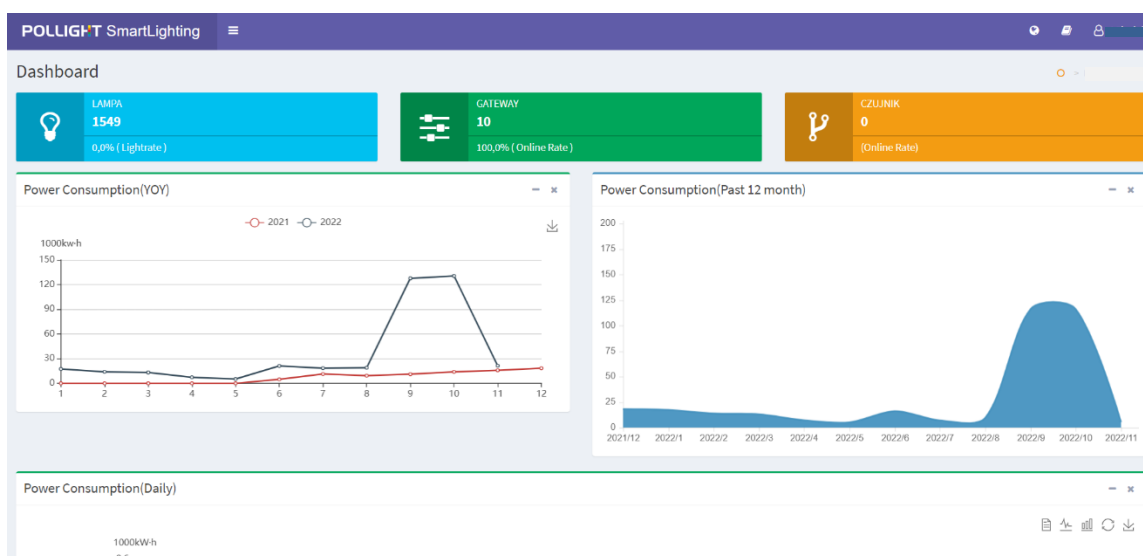 POLLIGHT SmartLighting
Dashboard
LAMPA
1549
0,0% ( Lightrate )
GATEWAY
10
100,0% ( Online Rate )
CZUJNIK
0
(Online Rate)
Power Consumption(YOY)
2021 2022
1000kw-h
150
120
90
60
30
0
1 2 3 4 5 6 7 8 9 10 11 12
Power Consumption(Past 12 month)
200
175
150
125
100
75
50
25
0
2021/12 2022/1 2022/2 2022/3 2022/4 2022/5 2022/6 2022/7 2022/8 2022/9 2022/10 2022/11
Power Consumption(Daily)
1000kW-h